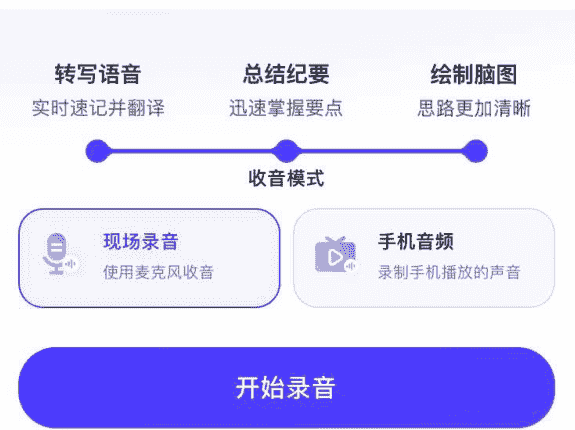 转写语音 总结纪要 绘制脑图
实时速记并翻译 迅速掌握要点 思路更加清晰
收音模式
现场录音 手机音频
使用麦克风收音 录制手机播放的声音
开始录音